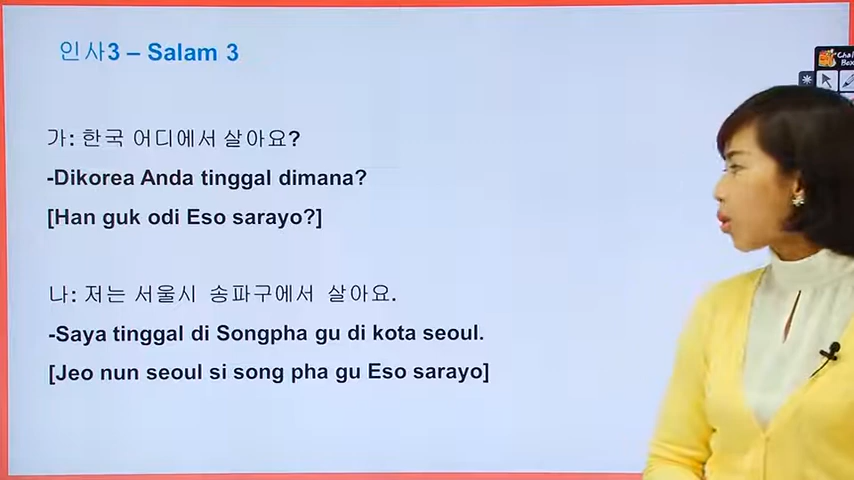 인사3 – Salam 3
가: 한국 어디에서 살아요?
-Dikorea Anda tinggal dimana?
[Han guk odi Eso sarayo?]
나: 저는 서울시 송파구에서 살아요.
-Saya tinggal di Songpha gu di kota seoul.
[Jeo nun seoul si song pha gu Eso sarayo]